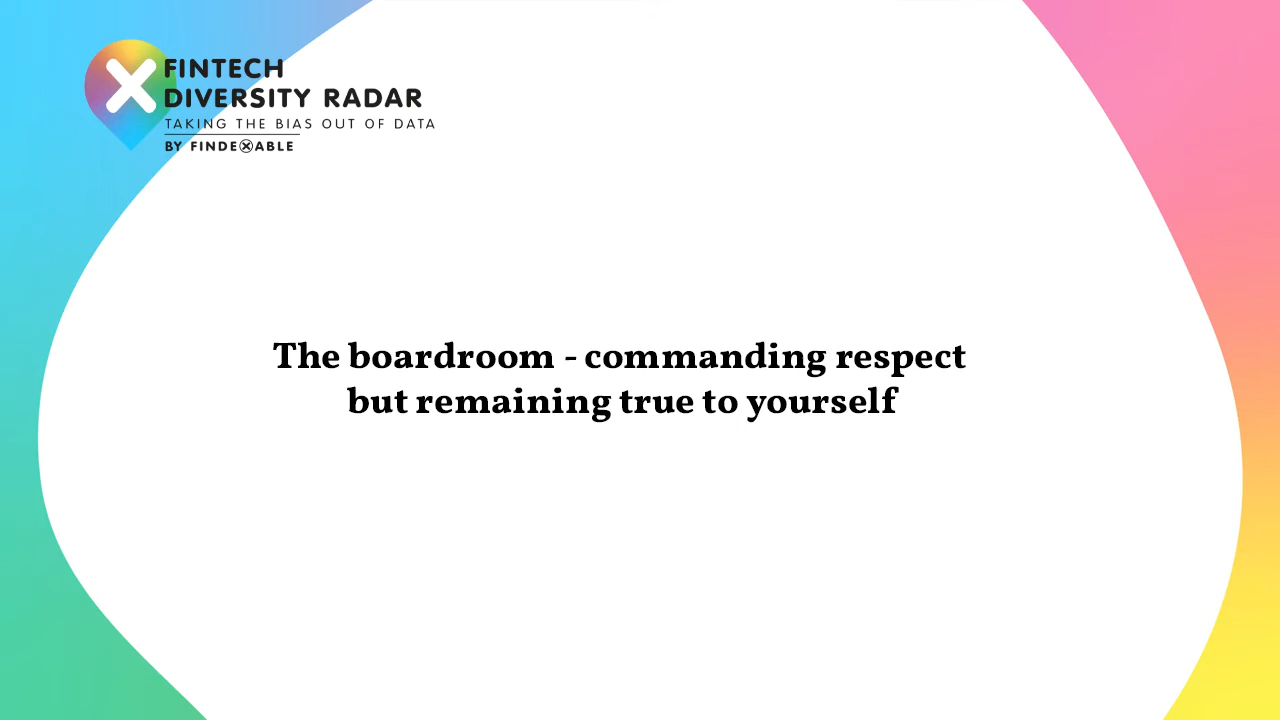 FINTECH
DIVERSITY RADAR
TAKING THE BIAS OUT OF DATA
BY FINDEXABLE
The boardroom - commanding respect
but remaining true to yourself